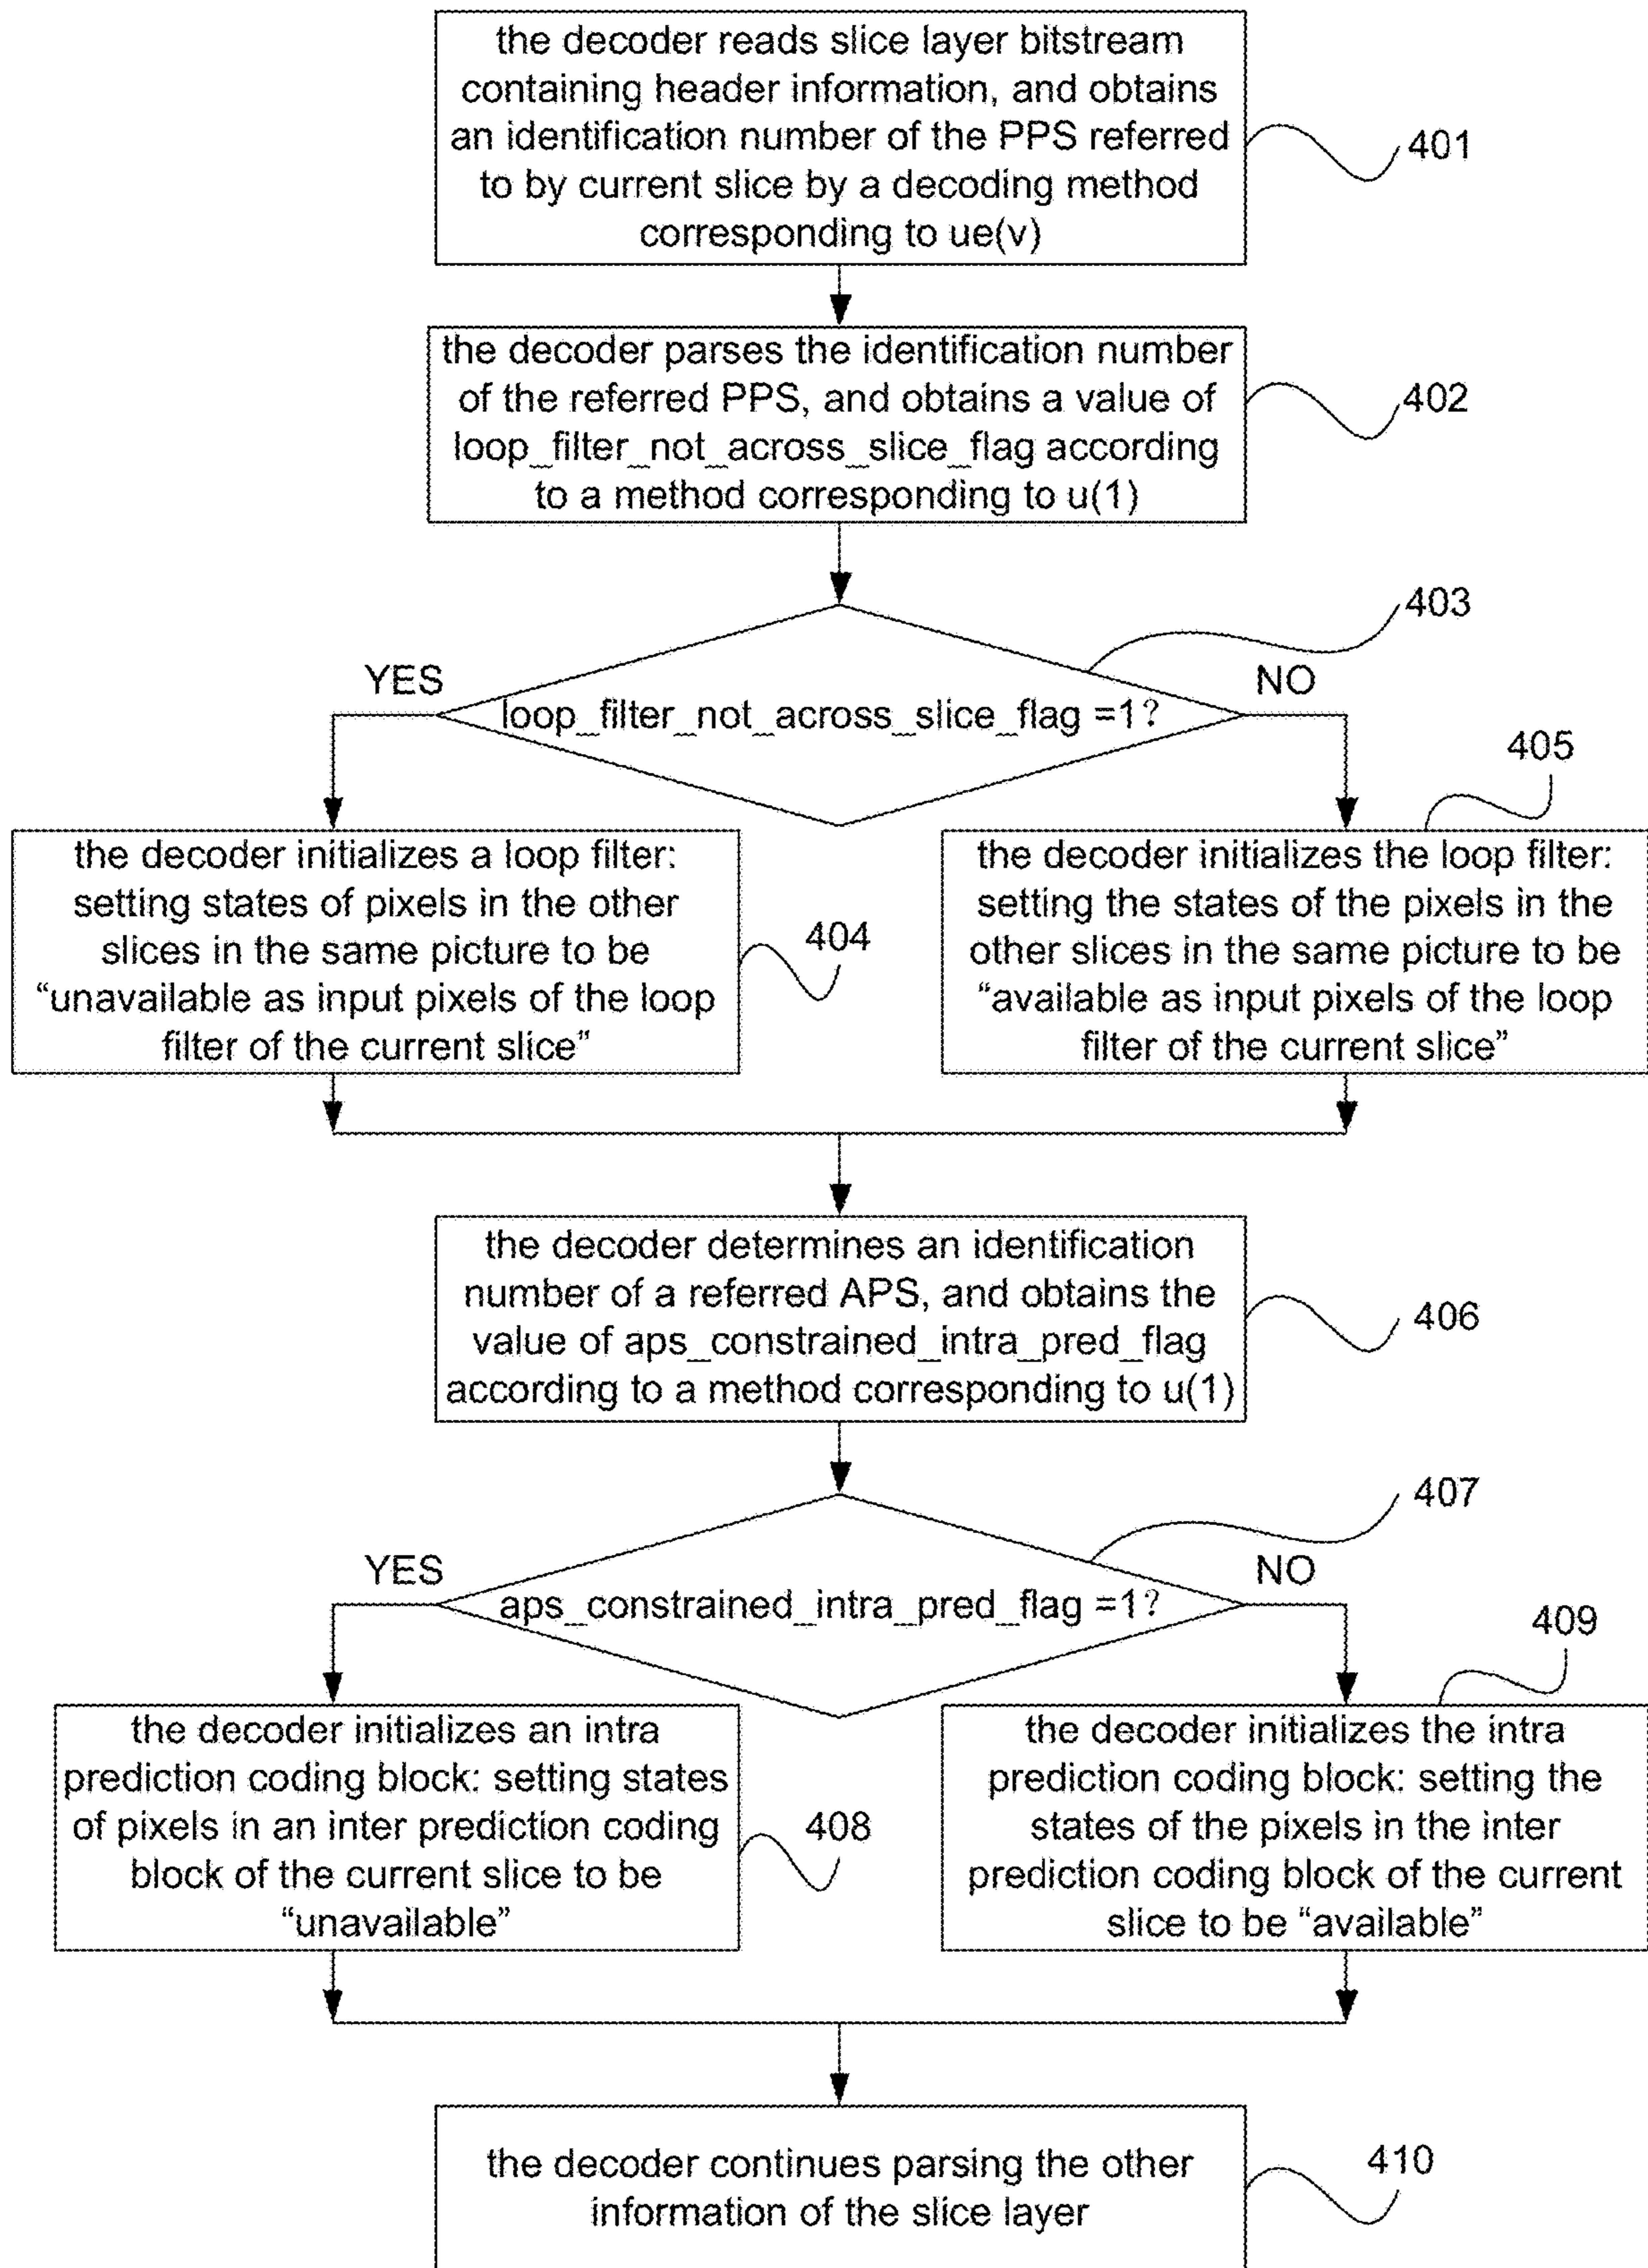 the decoder reads slice layer bitstream
containing header information, and obtains
an identification number of the PPS referred
to by current slice by a decoding method
corresponding to ue(v)
401
the decoder parses the identification number
of the referred PPS, and obtains a value of
loop_filter_not_across_slice_flag according
to a method corresponding to u(1)
402
403
YES
NO
loop_filter_not_across_slice_flag =1?
405
the decoder initializes a loop filter:
setting states of pixels in the other
slices in the same picture to be
“unavailable as input pixels of the loop
filter of the current slice”
404
the decoder initializes the loop filter:
setting the states of the pixels in the
other slices in the same picture to be
“available as input pixels of the loop
filter of the current slice”
the decoder determines an identification
number of a referred APS, and obtains the
value of aps_constrained_intra_pred_flag
according to a method corresponding to u(1)
406
407
YES
NO
aps_constrained_intra_pred_flag =1?
409
the decoder initializes an intra
prediction coding block: setting states
of pixels in an inter prediction coding
block of the current slice to be
“unavailable”
408
the decoder initializes the intra
prediction coding block: setting the
states of the pixels in the inter
prediction coding block of the current
slice to be “available”
the decoder continues parsing the other
information of the slice layer
410